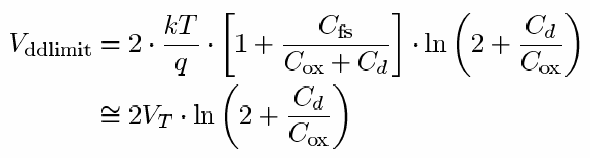 V_ddlimit = 2 · kT/q · [1 + C_fs/(C_ox + C_d)] · ln(2 + C_d/C_ox)
≅ 2V_T · ln(2 + C_d/C_ox)